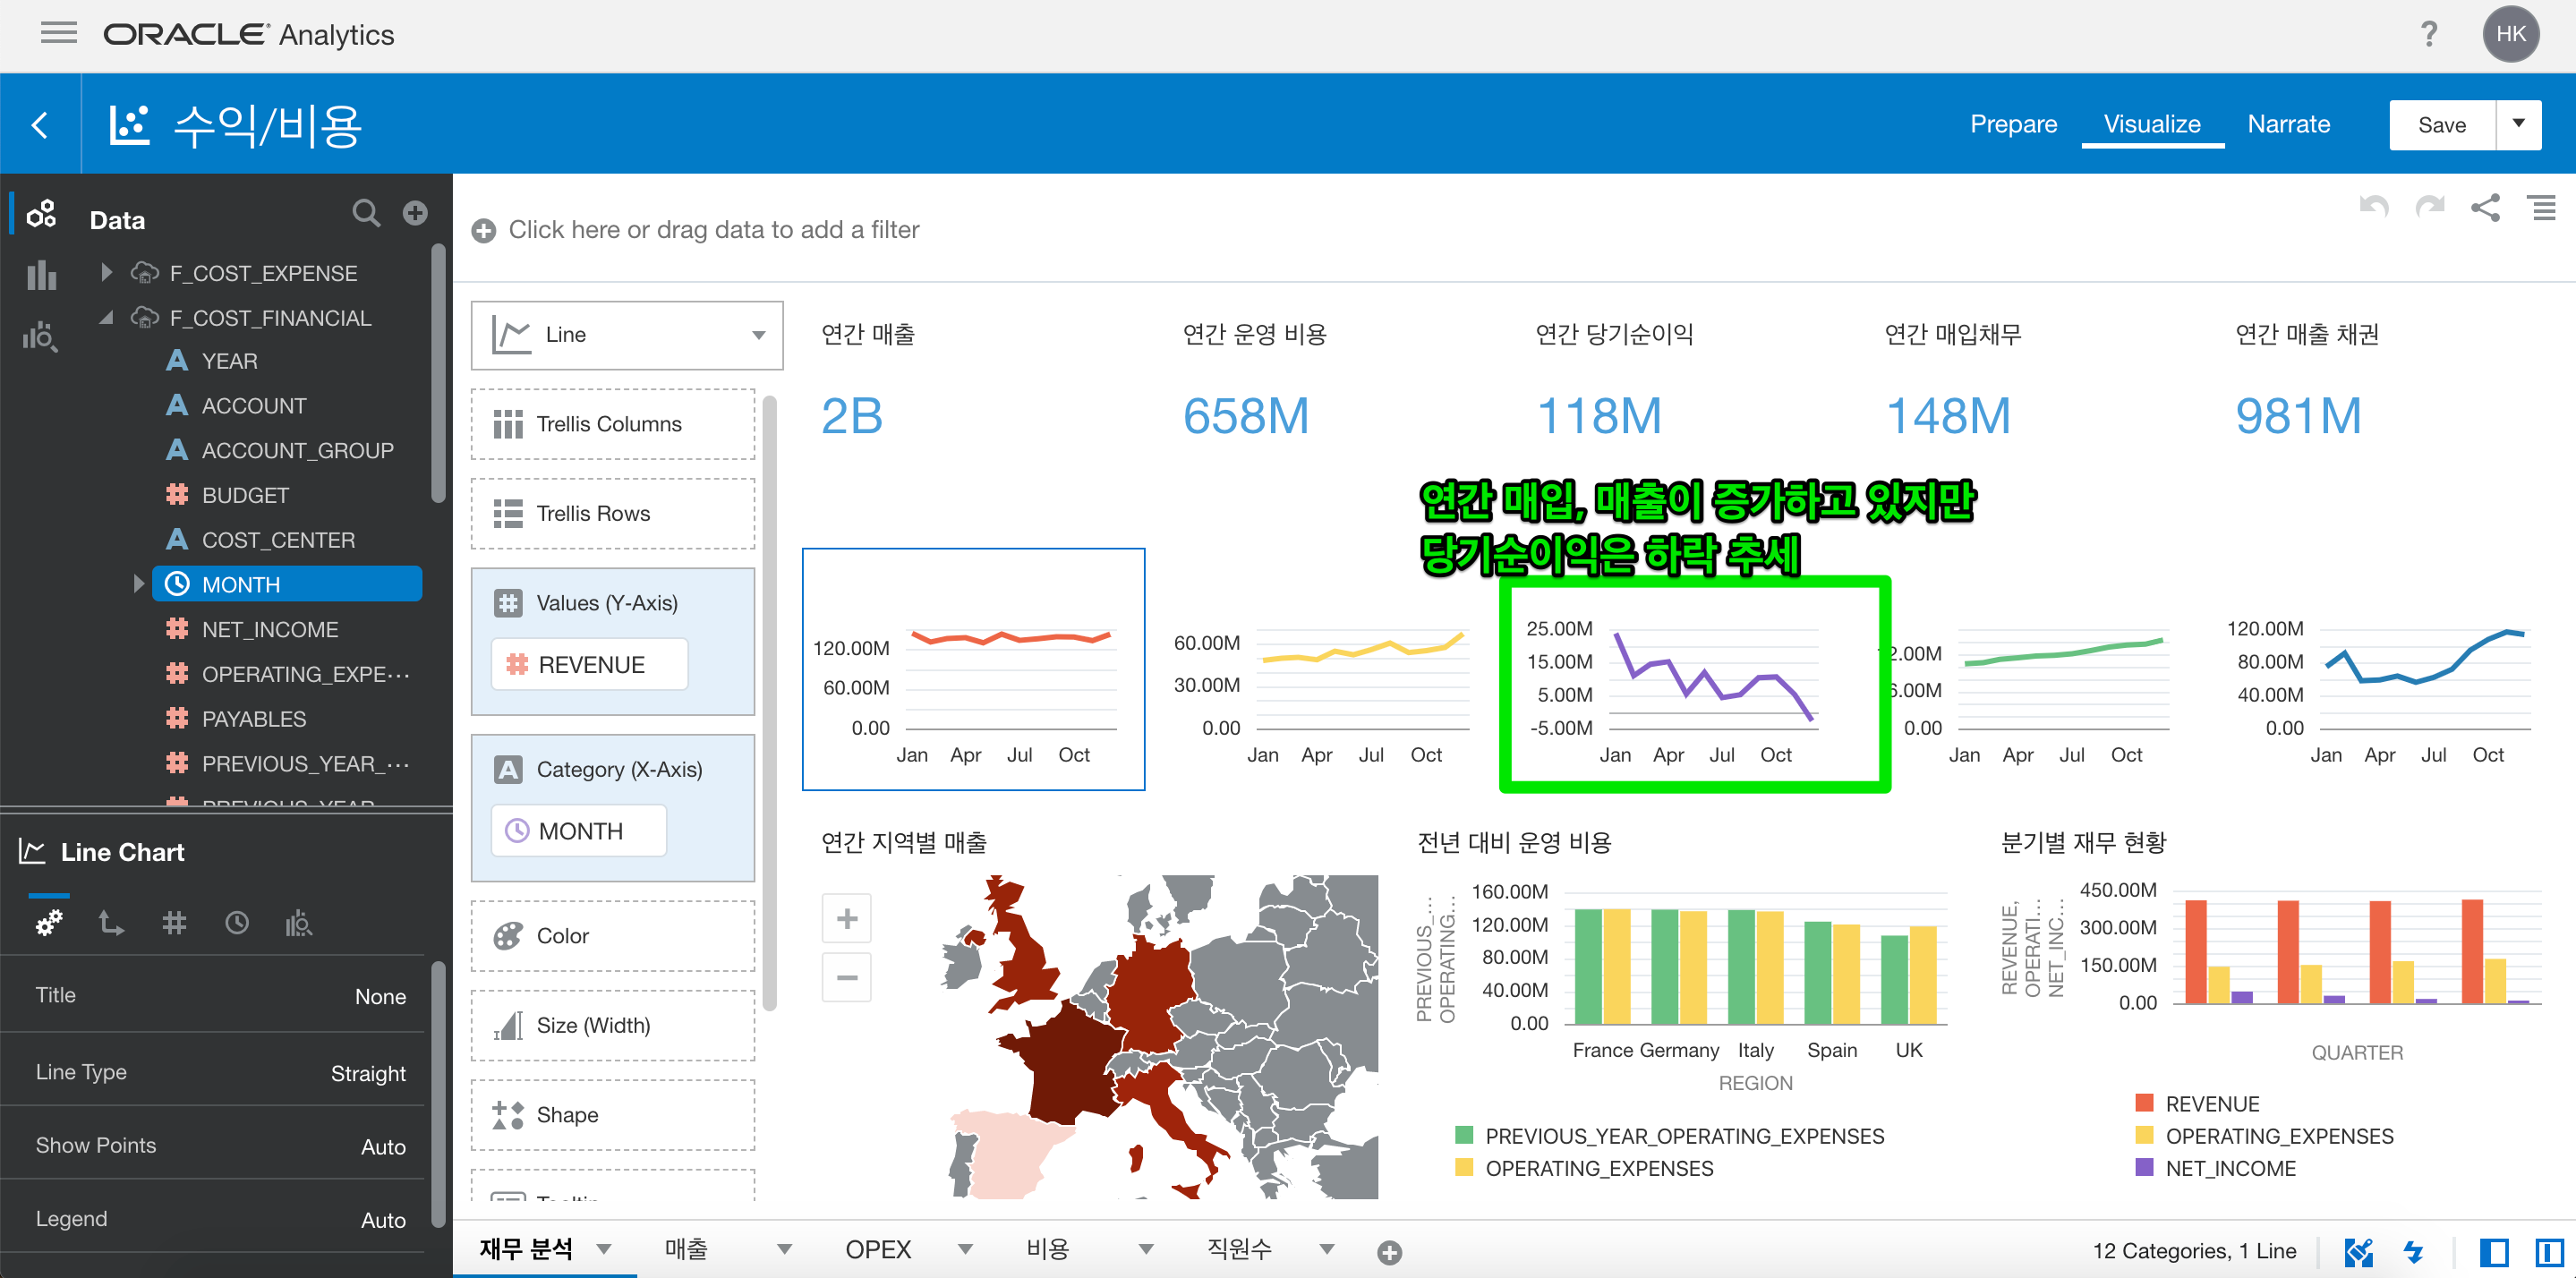 ORACLE Analytics
?
HK
수익/비용
Prepare
Visualize
Narrate
Save
Data
F_COST_EXPENSE
F_COST_FINANCIAL
YEAR
ACCOUNT
ACCOUNT_GROUP
BUDGET
COST_CENTER
MONTH
NET_INCOME
OPERATING_EXPE...
PAYABLES
PREVIOUS_YEAR_...
Line Chart
Title None
Line Type Straight
Show Points Auto
Legend Auto
Click here or drag data to add a filter
Line
Trellis Columns
Trellis Rows
Values (Y-Axis)
REVENUE
Category (X-Axis)
MONTH
Color
Size (Width)
Shape
연간 매출
2B
연간 운영 비용
658M
연간 당기순이익
118M
연간 매입채무
148M
연간 매출 채권
981M
연간 매입, 매출이 증가하고 있지만
당기순이익은 하락 추세
120.00M
60.00M
0.00
Jan Apr Jul Oct
60.00M
30.00M
0.00
Jan Apr Jul Oct
25.00M
15.00M
5.00M
-5.00M
Jan Apr Jul Oct
2.00M
6.00M
0.00
Jan Apr Jul Oct
120.00M
80.00M
40.00M
0.00
Jan Apr Jul Oct
연간 지역별 매출
+
−
전년 대비 운영 비용
PREVIOUS_...
OPERATING...
160.00M
120.00M
80.00M
40.00M
0.00
France Germany Italy Spain UK
REGION
PREVIOUS_YEAR_OPERATING_EXPENSES
OPERATING_EXPENSES
분기별 재무 현황
REVENUE,
OPERATI...
NET_INC...
450.00M
300.00M
150.00M
0.00
QUARTER
REVENUE
OPERATING_EXPENSES
NET_INCOME
재무 분석
매출
OPEX
비용
직원수
12 Categories, 1 Line